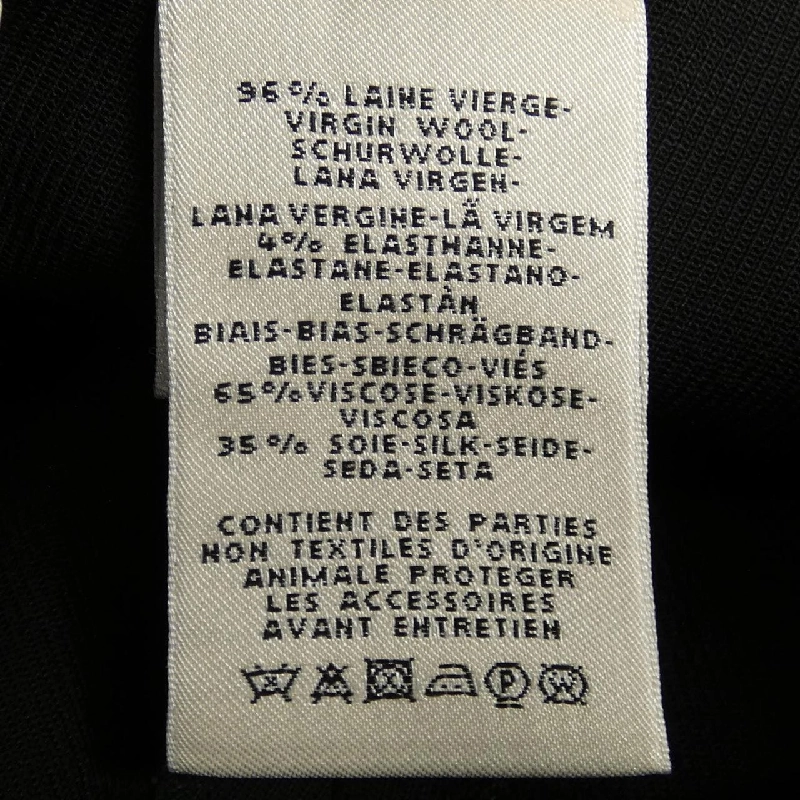 96% LAINE VIERGE-
VIRGIN WOOL-
SCHURWOLLE-
LANA VIRGEN-
LANA VERGINE-LÃ VIRGEM
4% ELASTHANNE-
ELASTANE-ELASTANO-
ELASTÀN
BIAIS-BIAS-SCHRÄGBAND-
BIES-SBIECO-VIÉS
65% VISCOSE-VISKOSE-
VISCOSA
35% SOIE-SILK-SEIDE-
SEDA-SETA
CONTIENT DES PARTIES
NON TEXTILES D'ORIGINE
ANIMALE PROTEGER
LES ACCESSOIRES
AVANT ENTRETIEN
P W